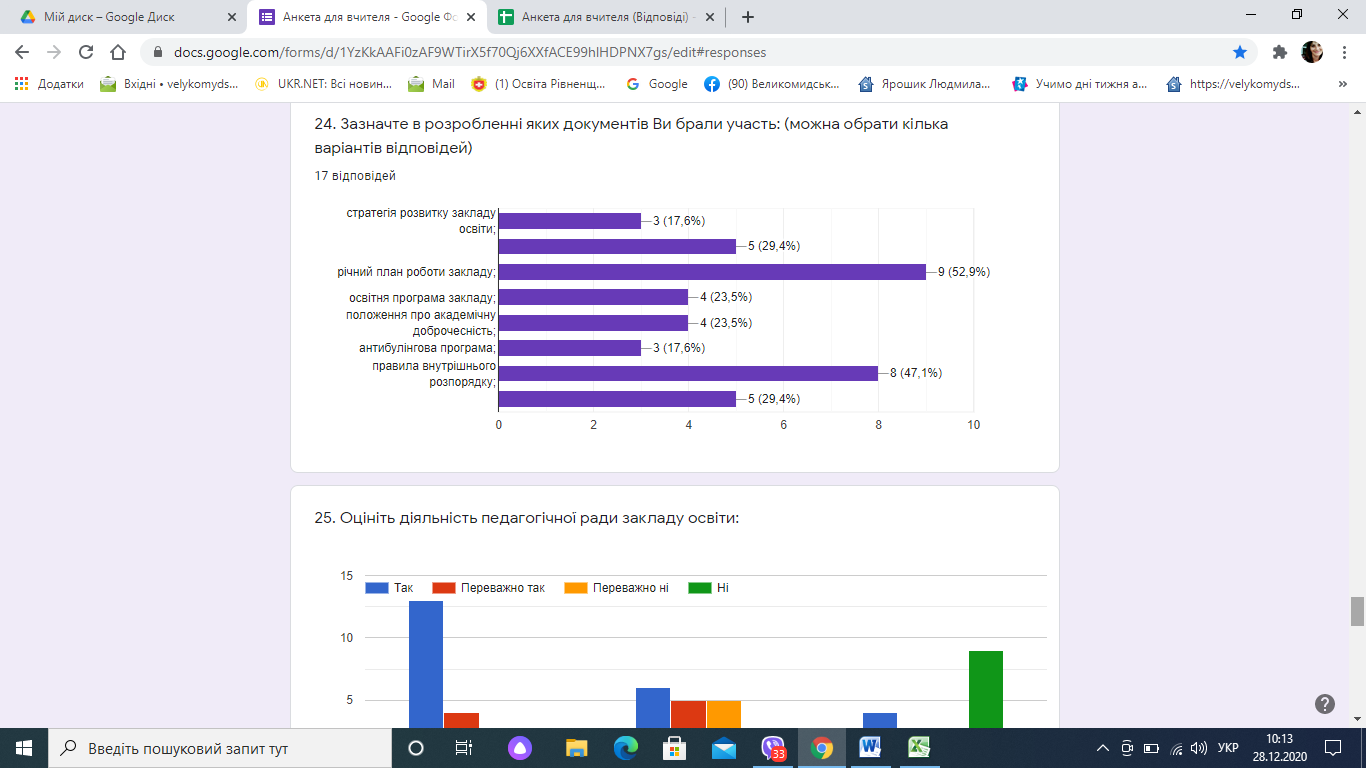 Мій диск – Google Диск
Анкета для вчителя - Google Фо
Анкета для вчителя (Відповіді) -
docs.google.com/forms/d/1YzKkAAFi0zAF9WTirX5f70Qj6XXfACE99hlHDPNX7gs/edit#responses
Додатки
Вхідні • velykomyds...
UKR.NET: Всі новин...
Mail
(1) Освіта Рівненщ...
Google
(90) Великомидськ...
Ярошик Людмила...
Учимо дні тижня а...
https://velykomyds...
24. Зазначте в розробленні яких документів Ви брали участь: (можна обрати кілька
варіантів відповідей)
17 відповідей
стратегія розвитку закладу
освіти;
3 (17,6%)
5 (29,4%)
річний план роботи закладу;
9 (52,9%)
освітня програма закладу;
4 (23,5%)
положення про академічну
доброчесність;
4 (23,5%)
антибулінгова програма;
3 (17,6%)
правила внутрішнього
розпорядку;
8 (47,1%)
5 (29,4%)
0 2 4 6 8 10
25. Оцініть діяльність педагогічної ради закладу освіти:
15
Так Переважно так Переважно ні Ні
10
5
Введіть пошуковий запит тут
33
УКР
10:13
28.12.2020